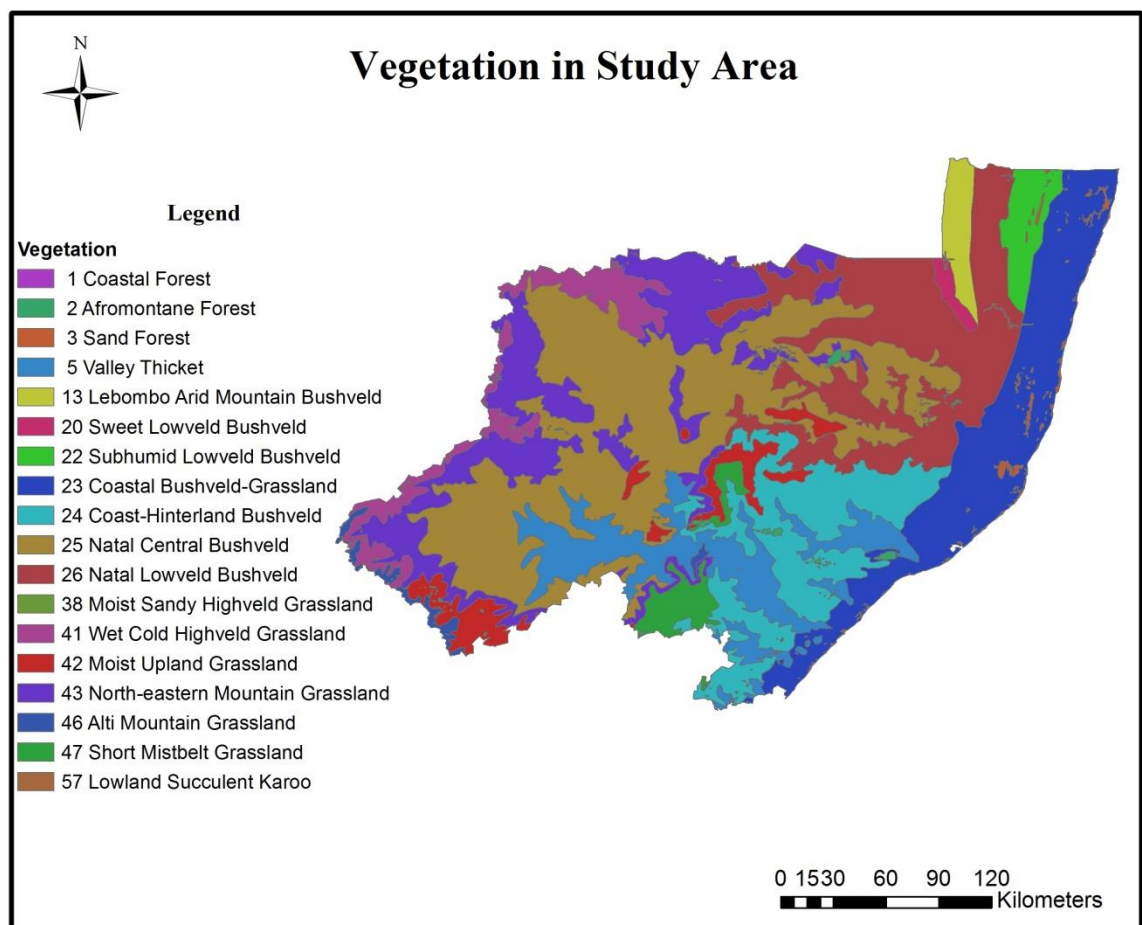 N
Vegetation in Study Area
Legend
Vegetation
1 Coastal Forest
2 Afromontane Forest
3 Sand Forest
5 Valley Thicket
13 Lebombo Arid Mountain Bushveld
20 Sweet Lowveld Bushveld
22 Subhumid Lowveld Bushveld
23 Coastal Bushveld-Grassland
24 Coast-Hinterland Bushveld
25 Natal Central Bushveld
26 Natal Lowveld Bushveld
38 Moist Sandy Highveld Grassland
41 Wet Cold Highveld Grassland
42 Moist Upland Grassland
43 North-eastern Mountain Grassland
46 Alti Mountain Grassland
47 Short Mistbelt Grassland
57 Lowland Succulent Karoo
0 15 30 60 90 120
Kilometers